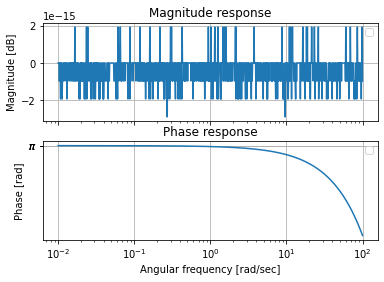 Magnitude response
1e−15
2
0
−2
Magnitude [dB]
Phase response
π
Phase [rad]
10⁻² 10⁻¹ 10⁰ 10¹ 10²
Angular frequency [rad/sec]